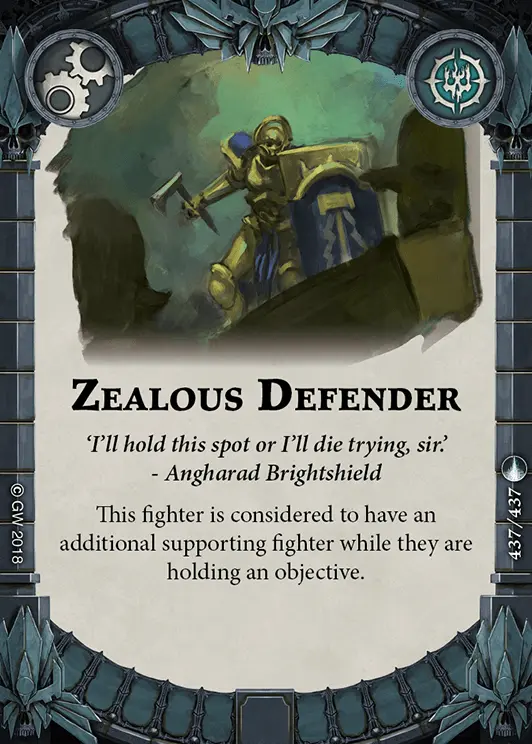 Zealous Defender
‘I’ll hold this spot or I’ll die trying, sir.’
- Angharad Brightshield
This fighter is considered to have an
additional supporting fighter while they are
holding an objective.
© GW 2018
437/437